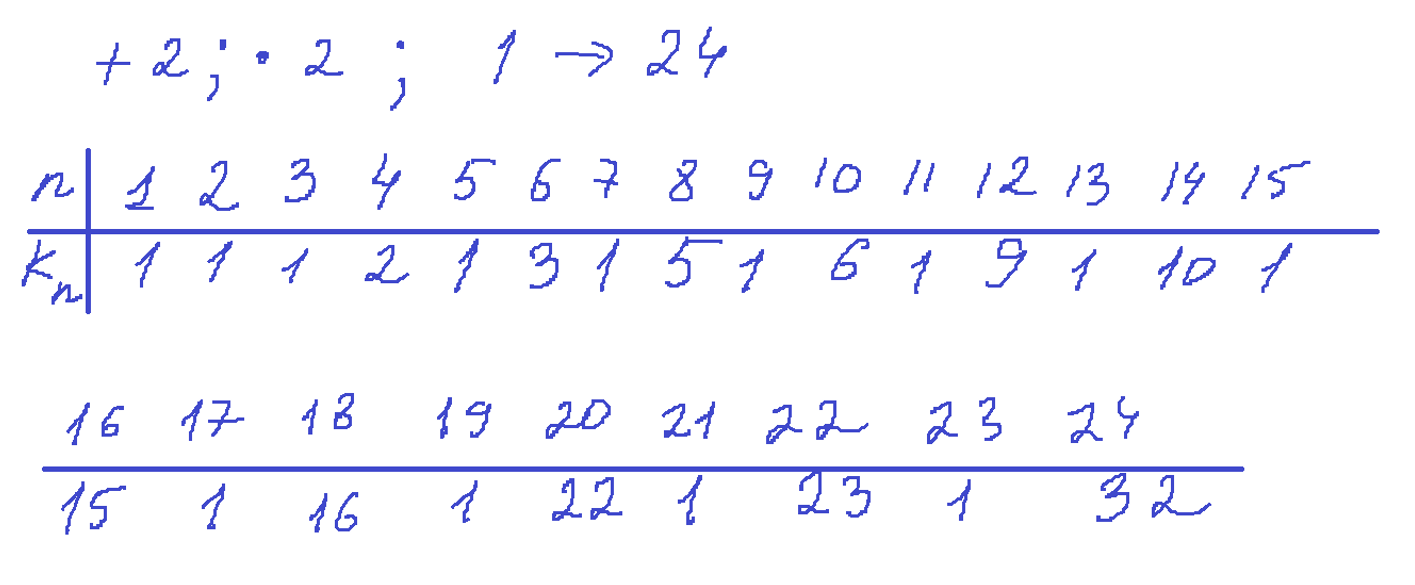 + 2 ; · 2 ; 1 → 24
n | 1 2 3 4 5 6 7 8 9 10 11 12 13 14 15
Kn | 1 1 1 2 1 3 1 5 1 6 1 9 1 10 1
16 17 18 19 20 21 22 23 24
15 1 16 1 22 1 23 1 32